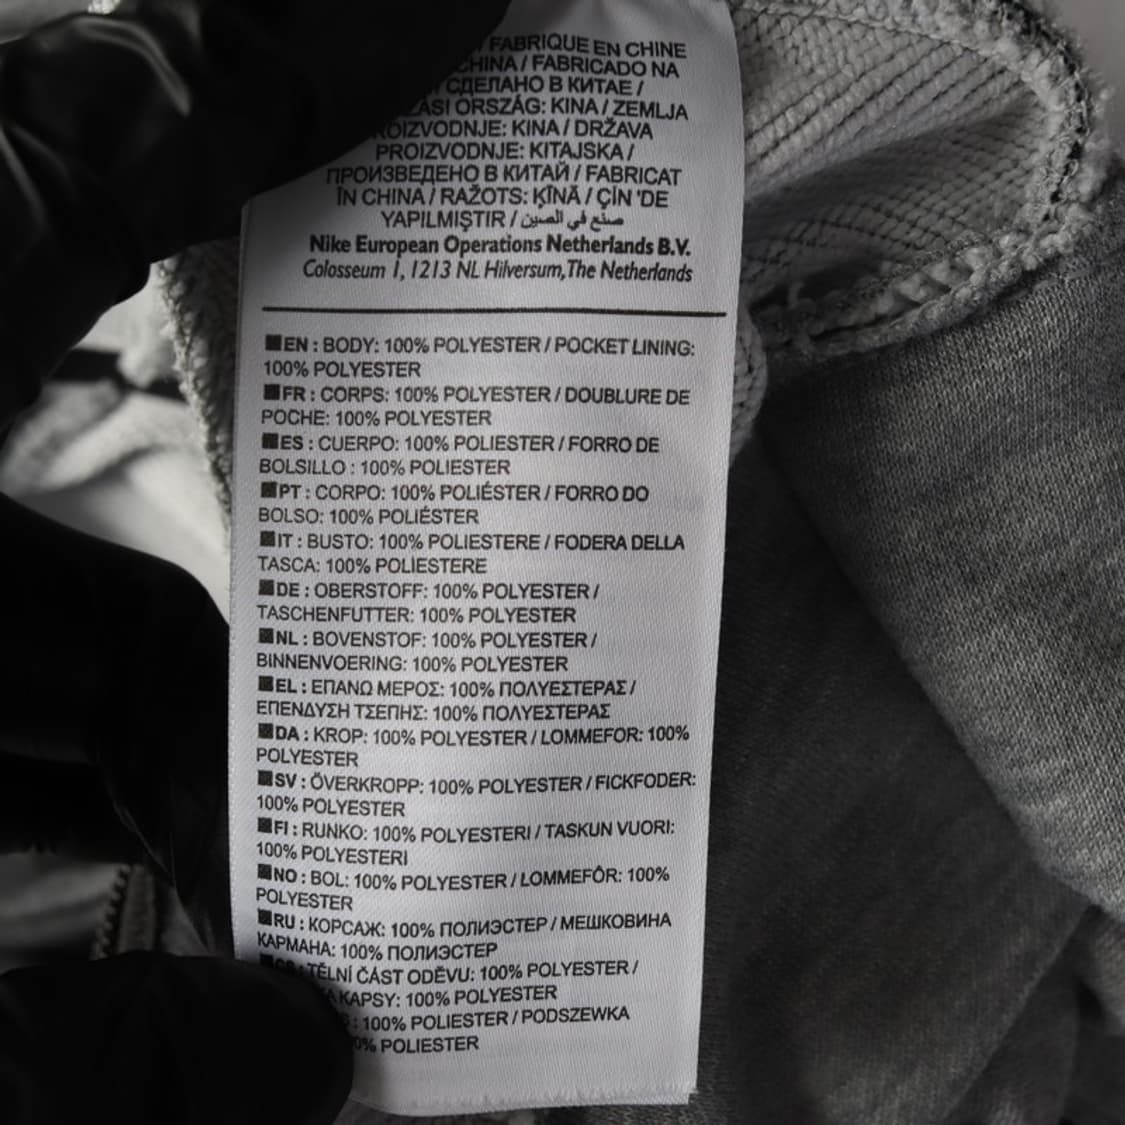 FABRIQUE EN CHINE
CHINA / FABRICADO NA
СДЕЛАНО В КИТАЕ /
ORSZÁG: KINA / ZEMLJA
KINA / DRŽAVA
PROIZVODNJE: KITAJSKA /
ПРОИЗВЕДЕНО В КИТАЙ / FABRICAT
ÎN CHINA / RAŽOTS: ĶĪNĀ / ÇİN 'DE
YAPILMIŞTIR / صنع في الصين
Nike European Operations Netherlands B.V.
Colosseum 1, 1213 NL Hilversum, The Netherlands
EN : BODY: 100% POLYESTER / POCKET LINING:
100% POLYESTER
FR : CORPS: 100% POLYESTER / DOUBLURE DE
POCHE: 100% POLYESTER
ES : CUERPO: 100% POLIESTER / FORRO DE
BOLSILLO : 100% POLIESTER
PT : CORPO: 100% POLIÉSTER / FORRO DO
BOLSO: 100% POLIÉSTER
IT : BUSTO: 100% POLIESTERE / FODERA DELLA
TASCA: 100% POLIESTERE
DE : OBERSTOFF: 100% POLYESTER /
TASCHENFUTTER: 100% POLYESTER
NL : BOVENSTOF: 100% POLYESTER /
BINNENVOERING: 100% POLYESTER
EL : ΕΠΑΝΩ ΜΕΡΟΣ: 100% ΠΟΛΥΕΣΤΕΡΑΣ /
ΕΠΕΝΔΥΣΗ ΤΣΕΠΗΣ: 100% ΠΟΛΥΕΣΤΕΡΑΣ
DA : KROP: 100% POLYESTER / LOMMEFOR: 100%
POLYESTER
SV : ÖVERKROPP: 100% POLYESTER / FICKFODER:
100% POLYESTER
FI : RUNKO: 100% POLYESTERI / TASKUN VUORI:
100% POLYESTERI
NO : BOL: 100% POLYESTER / LOMMEFÔR: 100%
POLYESTER
RU : КОРСАЖ: 100% ПОЛИЭСТЕР / МЕШКОВИНА
КАРМАНА: 100% ПОЛИЭСТЕР
TĚLNÍ ČÁST ODĚVU: 100% POLYESTER /
KAPSY: 100% POLYESTER
: 100% POLIESTER / PODSZEWKA
POLIESTER